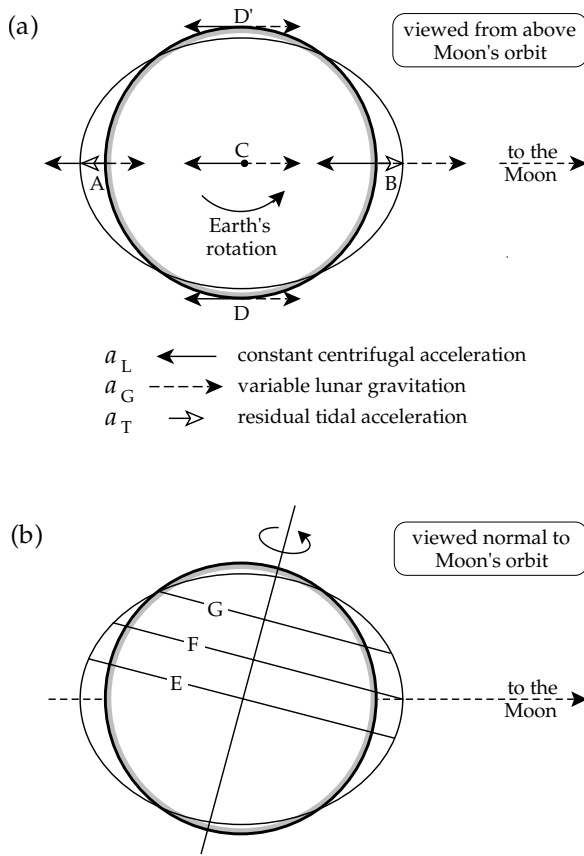 (a)
D'
viewed from above
Moon's orbit
C
A
B
to the
Moon
Earth's
rotation
D
a L constant centrifugal acceleration
a G variable lunar gravitation
a T residual tidal acceleration
(b)
viewed normal to
Moon's orbit
G
F
E
to the
Moon